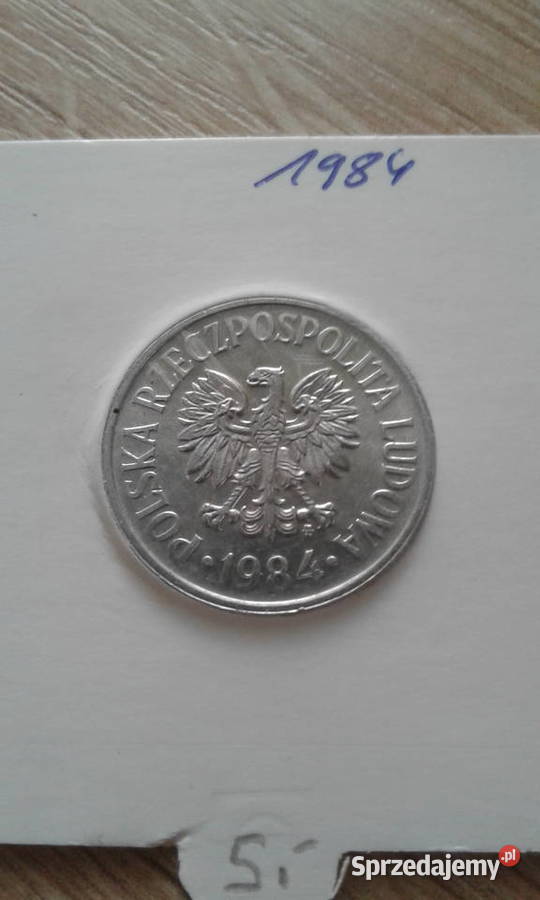 1984
POLSKA RZECZPOSPOLITA LUDOWA
·1984·
5.-
Sprzedajemy.pl